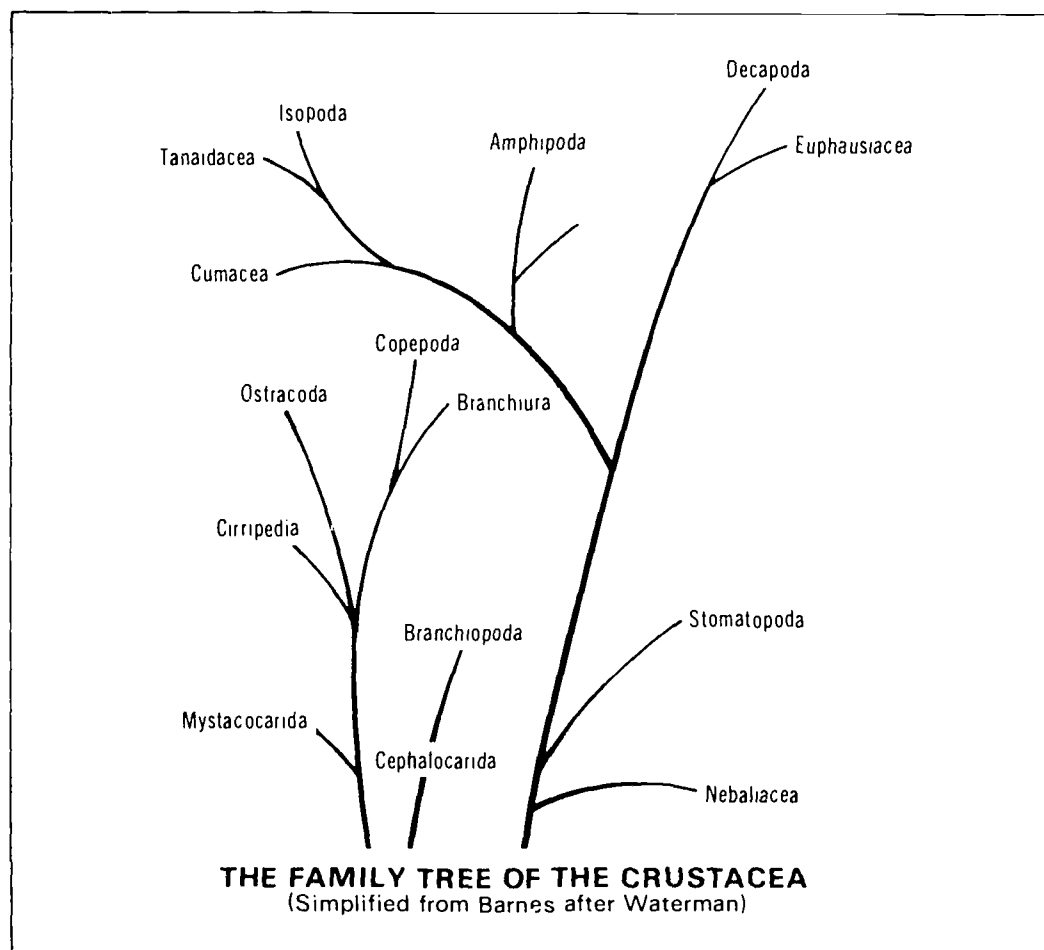 Decapoda
Isopoda
Amphipoda
Euphausiacea
Tanaidacea
Cumacea
Copepoda
Ostracoda
Branchiura
Cirripedia
Branchiopoda
Stomatopoda
Mystacocarida
Cephalocarida
Nebaliacea
THE FAMILY TREE OF THE CRUSTACEA
(Simplified from Barnes after Waterman)